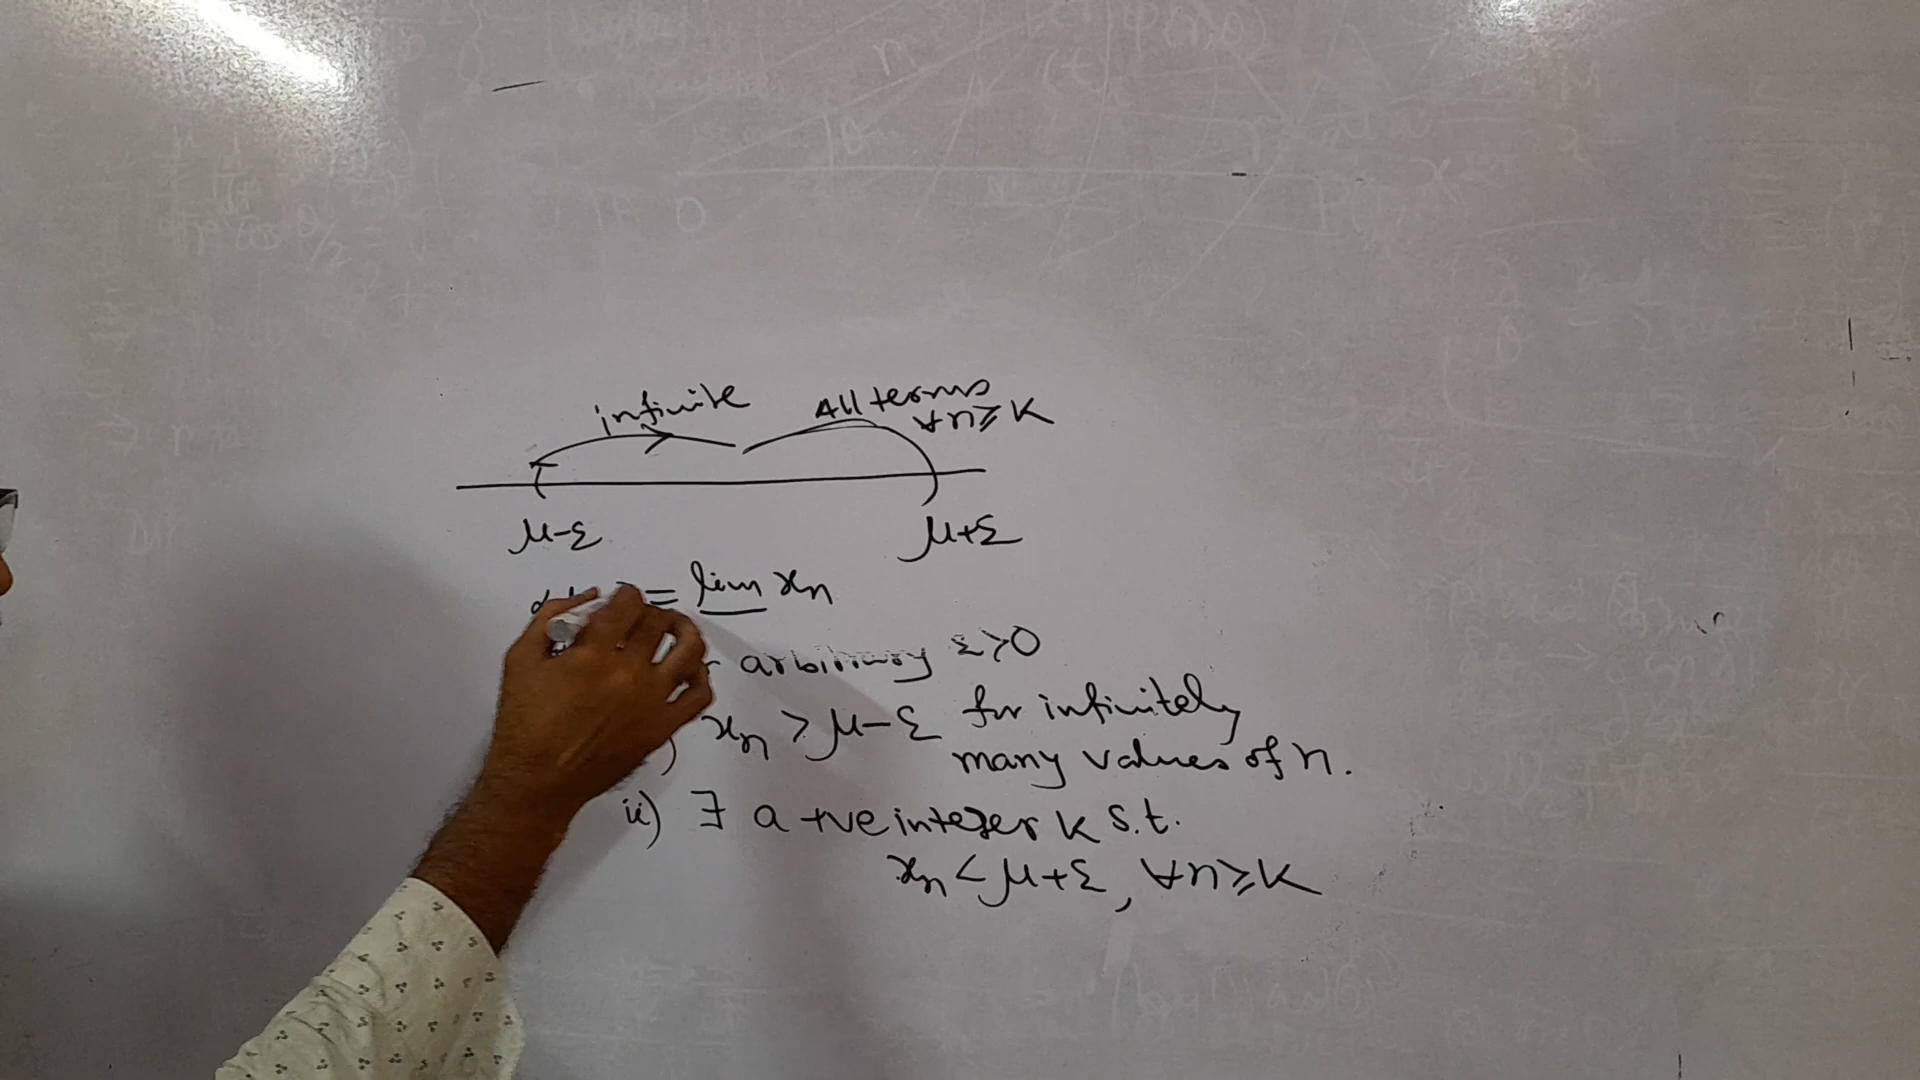 infinite All terms
∀n≥K
μ-ε μ+ε
= <u>lim</u> xn
arbitrary ε>0
) xn > μ-ε for infinitely
many values of n.
ii) ∃ a +ve integer K s.t.
xn < μ+ε, ∀n≥K